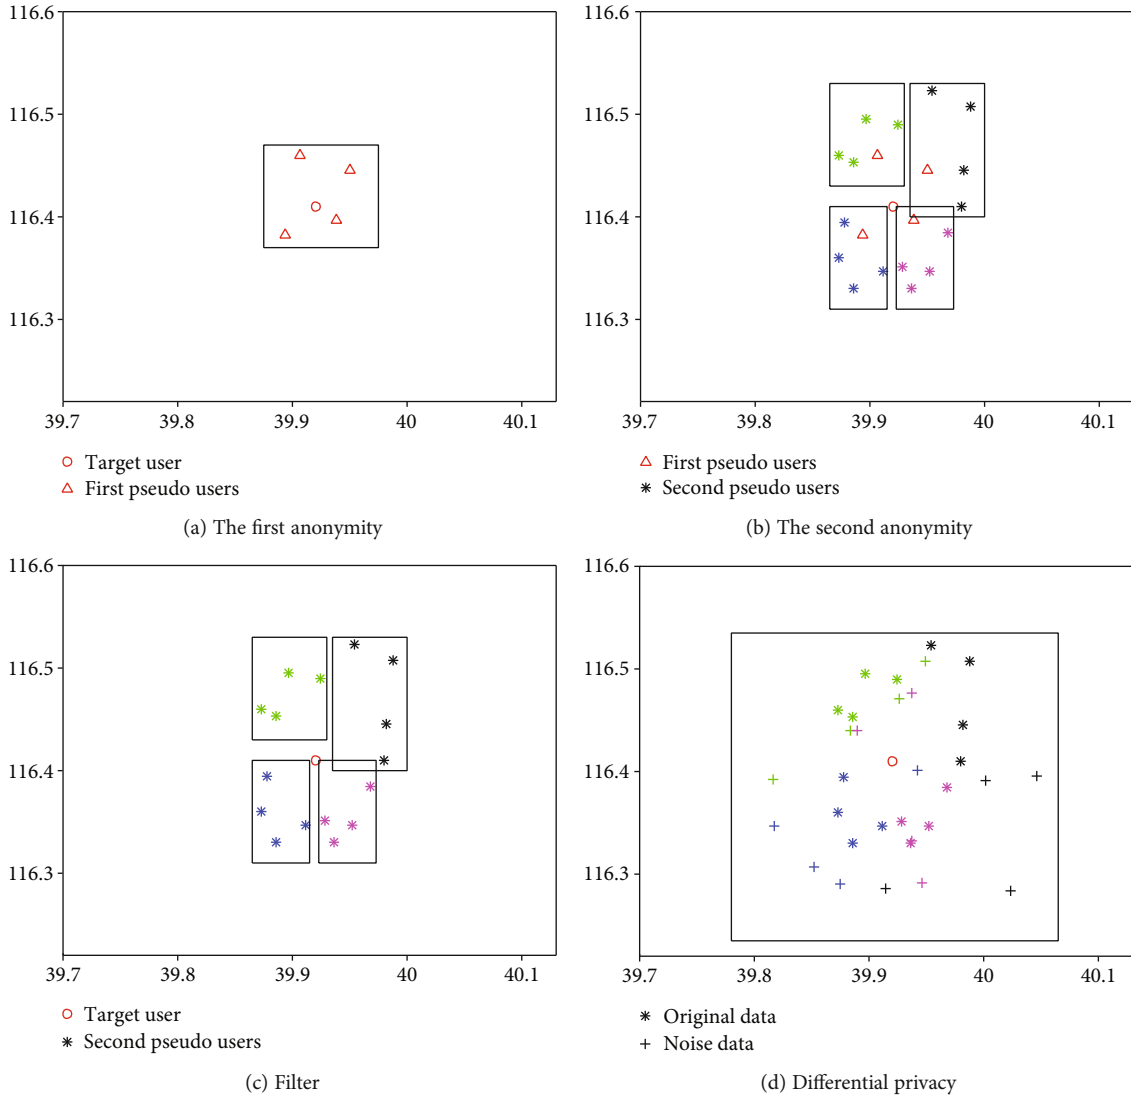 116.6
116.5
116.4
116.3
39.7 39.8 39.9 40 40.1
Target user
First pseudo users
(a) The first anonymity
116.6
116.5
116.4
116.3
39.7 39.8 39.9 40 40.1
First pseudo users
Second pseudo users
(b) The second anonymity
116.6
116.5
116.4
116.3
39.7 39.8 39.9 40 40.1
Target user
Second pseudo users
(c) Filter
116.6
116.5
116.4
116.3
39.7 39.8 39.9 40 40.1
Original data
Noise data
(d) Differential privacy